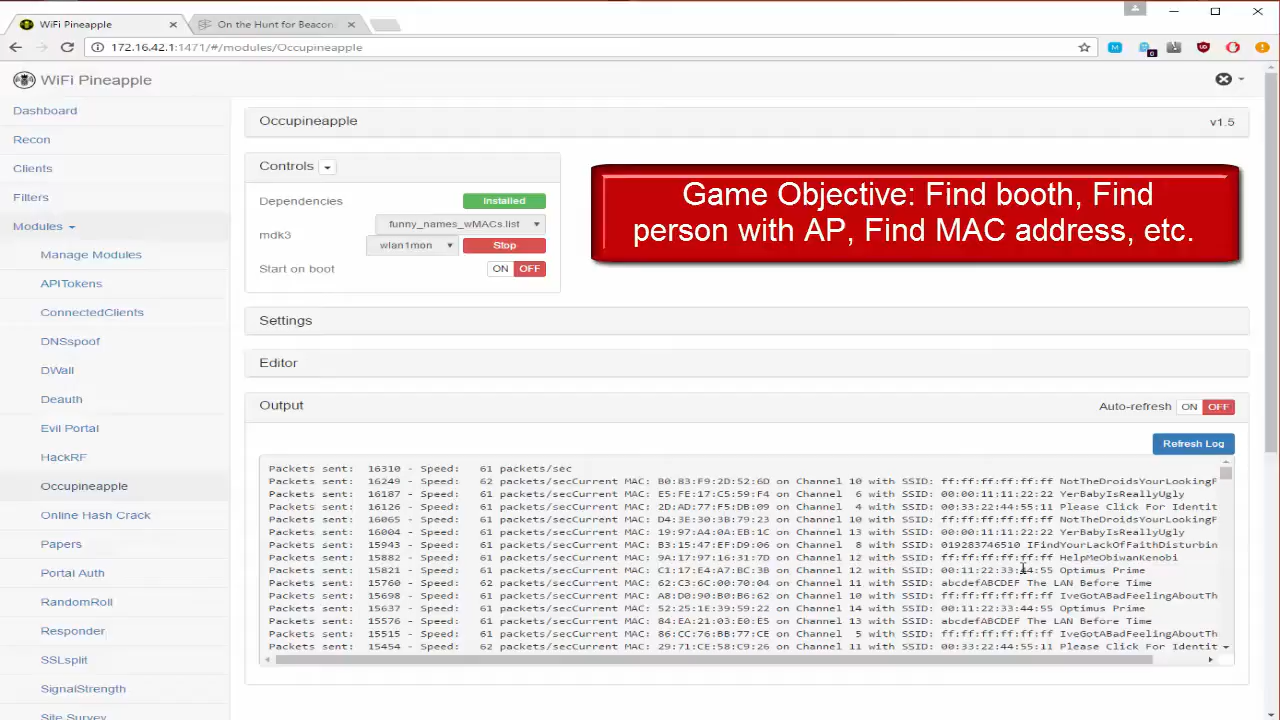 WiFi Pineapple
On the Hunt for Beacon
172.16.42.1:1471/#/modules/Occupineapple
WiFi Pineapple
Dashboard
Recon
Clients
Filters
Modules
Manage Modules
APITokens
ConnectedClients
DNSspoof
DWall
Deauth
Evil Portal
HackRF
Occupineapple
Online Hash Crack
Papers
Portal Auth
RandomRoll
Responder
SSLsplit
SignalStrength
Site Survey
Occupineapple v1.5
Controls
Dependencies Installed
mdk3 funny_names_wMACs.list
wlan1mon Stop
Start on boot ON OFF
Game Objective: Find booth, Find
person with AP, Find MAC address, etc.
Settings
Editor
Output Auto-refresh ON OFF
Refresh Log
Packets sent: 16310 - Speed: 61 packets/sec
Packets sent: 16249 - Speed: 62 packets/secCurrent MAC: B0:83:F9:2D:52:6D on Channel 10 with SSID: ff:ff:ff:ff:ff:ff NotTheDroidsYourLookingF
Packets sent: 16187 - Speed: 61 packets/secCurrent MAC: E5:FE:17:C5:59:F4 on Channel 6 with SSID: 00:00:11:11:22:22 YerBabyIsReallyUgly
Packets sent: 16126 - Speed: 61 packets/secCurrent MAC: 2D:AD:77:F5:DB:09 on Channel 4 with SSID: 00:33:22:44:55:11 Please Click For Identit
Packets sent: 16065 - Speed: 61 packets/secCurrent MAC: D4:3E:30:3B:79:23 on Channel 10 with SSID: ff:ff:ff:ff:ff:ff NotTheDroidsYourLookingF
Packets sent: 16004 - Speed: 61 packets/secCurrent MAC: 19:97:A4:0A:EB:1C on Channel 13 with SSID: 00:00:11:11:22:22 YerBabyIsReallyUgly
Packets sent: 15943 - Speed: 61 packets/secCurrent MAC: B3:15:47:EF:D9:06 on Channel 8 with SSID: 019283746510 IFindYourLackOfFaithDisturbin
Packets sent: 15882 - Speed: 61 packets/secCurrent MAC: 9A:17:97:16:31:7D on Channel 12 with SSID: ff:ff:ff:ff:ff:ff HelpMeObiwanKenobi
Packets sent: 15821 - Speed: 61 packets/secCurrent MAC: C1:17:E4:A7:BC:3B on Channel 12 with SSID: 00:11:22:33:44:55 Optimus Prime
Packets sent: 15760 - Speed: 61 packets/secCurrent MAC: 62:C3:6C:00:70:04 on Channel 11 with SSID: abcdefABCDEF The LAN Before Time
Packets sent: 15698 - Speed: 61 packets/secCurrent MAC: A8:D0:90:B0:B6:62 on Channel 10 with SSID: ff:ff:ff:ff:ff:ff IveGotABadFeelingAboutTh
Packets sent: 15637 - Speed: 61 packets/secCurrent MAC: 52:25:1E:39:59:22 on Channel 14 with SSID: 00:11:22:33:44:55 Optimus Prime
Packets sent: 15576 - Speed: 61 packets/secCurrent MAC: 84:EA:21:03:E0:E5 on Channel 13 with SSID: abcdefABCDEF The LAN Before Time
Packets sent: 15515 - Speed: 61 packets/secCurrent MAC: 86:CC:76:BB:77:CE on Channel 5 with SSID: ff:ff:ff:ff:ff:ff IveGotABadFeelingAboutTh
Packets sent: 15454 - Speed: 62 packets/secCurrent MAC: 29:71:CE:58:C9:26 on Channel 11 with SSID: 00:33:22:44:55:11 Please Click For Identit